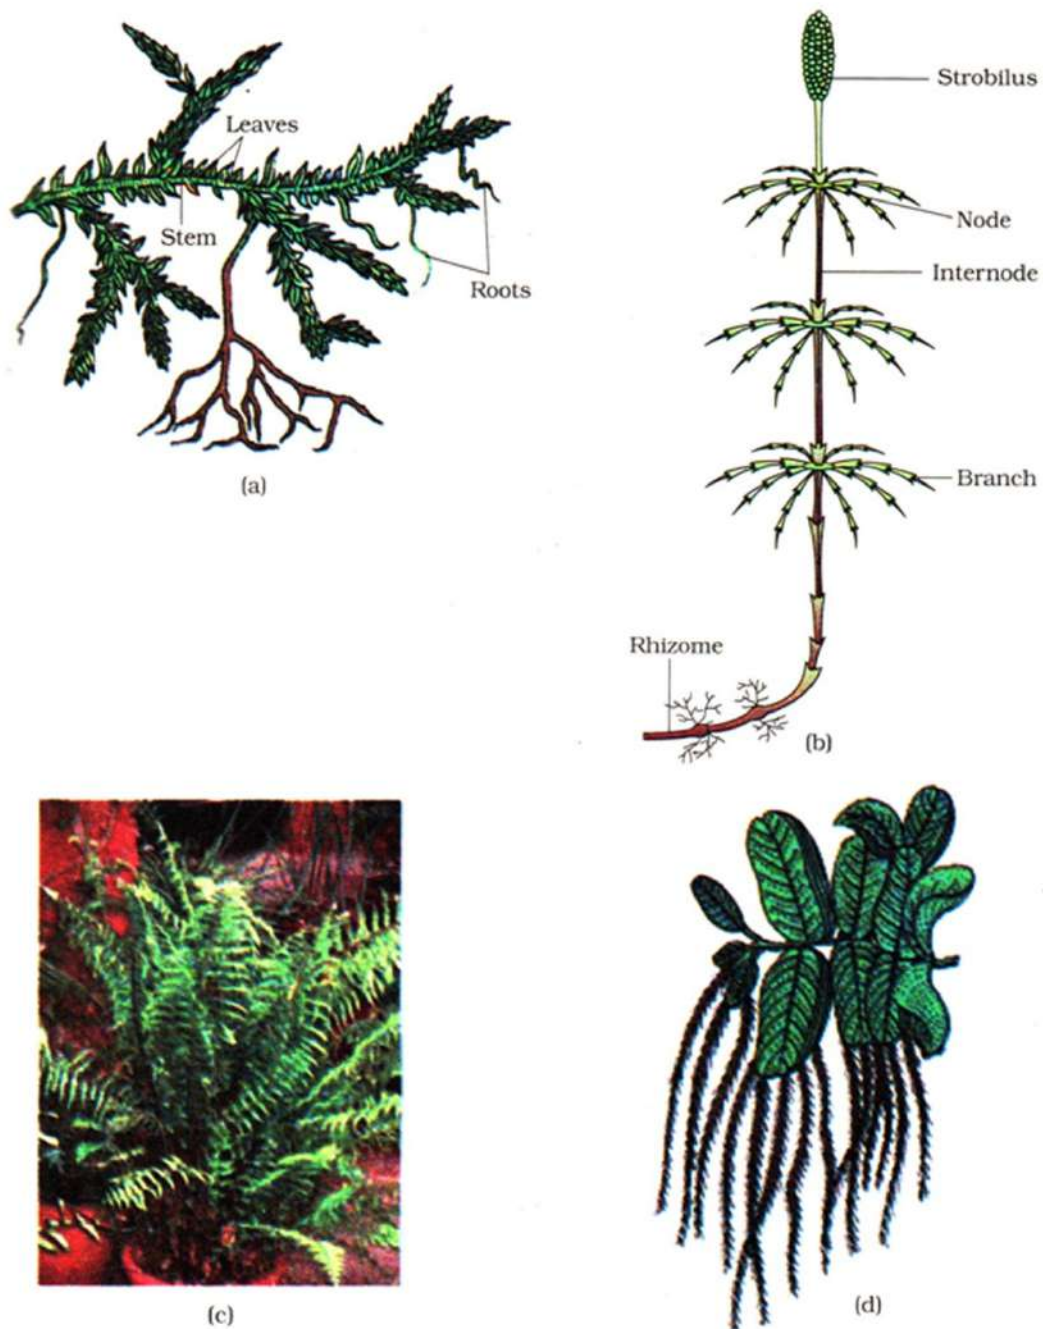 Leaves
Stem
Roots
(a)
Strobilus
Node
Internode
Branch
Rhizome
(b)
(c)
(d)